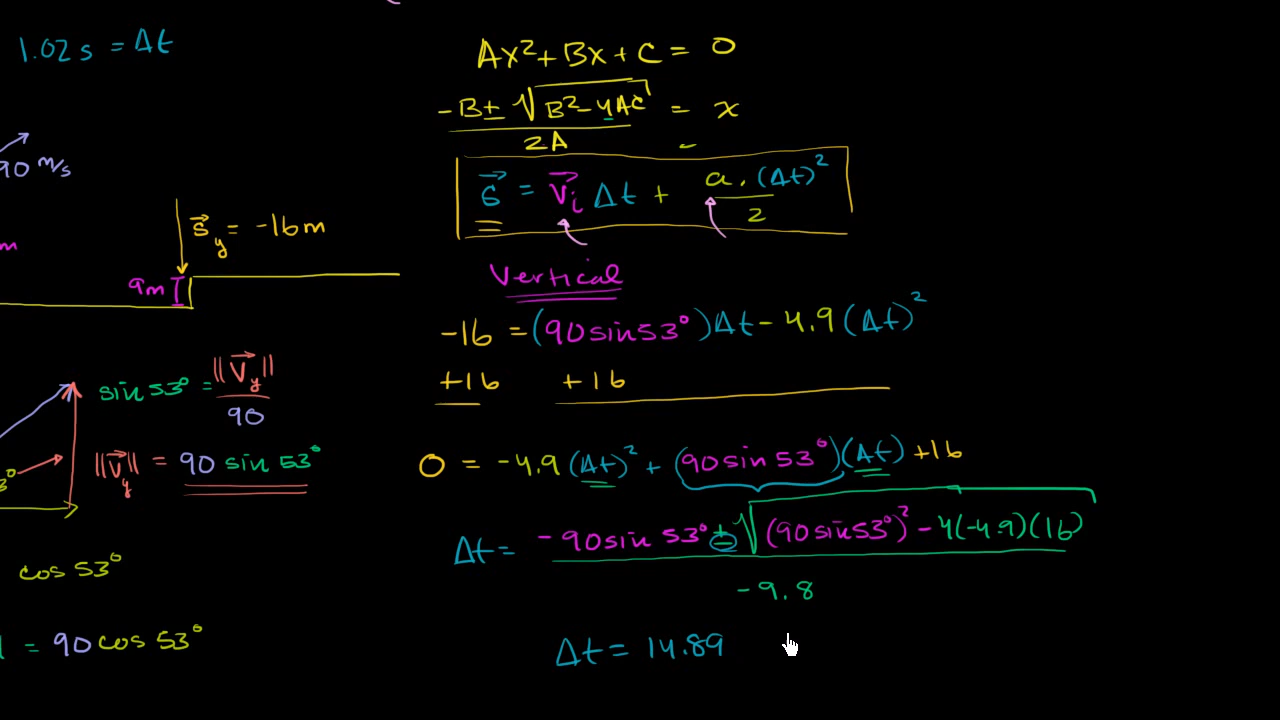 1.02 s = Δt
90 m/s
m
s⃗y = -16m
9m
sin 53° = ||v⃗y|| / 90
||v⃗y|| = 90 sin 53°
3°
cos 53°
= 90 cos 53°
Ax² + Bx + C = 0
(-B ± √(B² - 4AC)) / 2A = x
s⃗ = v⃗i Δt + a · (Δt)² / 2
Vertical
-16 = (90 sin 53°) Δt - 4.9 (Δt)²
+16 +16
0 = -4.9 (Δt)² + (90 sin 53°)(Δt) + 16
Δt = (-90 sin 53° ± √((90 sin 53°)² - 4(-4.9)(16))) / -9.8
Δt = 14.89